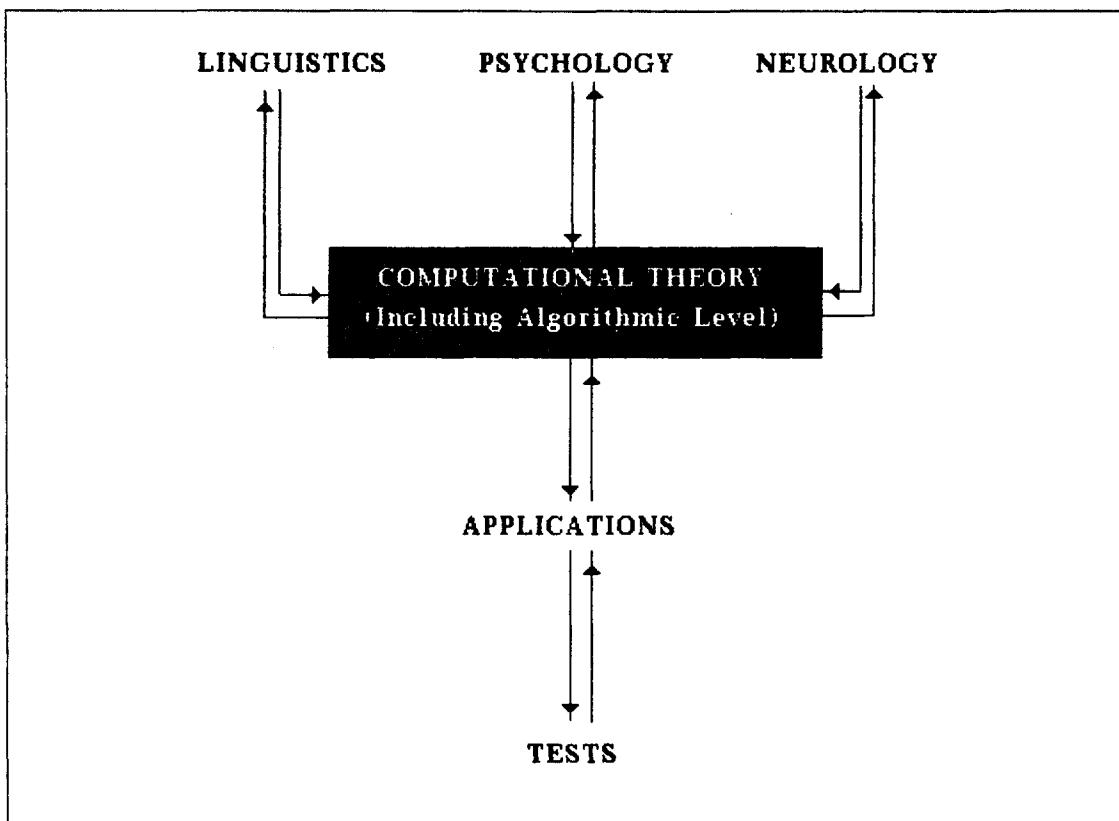 LINGUISTICS PSYCHOLOGY NEUROLOGY
COMPUTATIONAL THEORY
(Including Algorithmic Level)
APPLICATIONS
TESTS